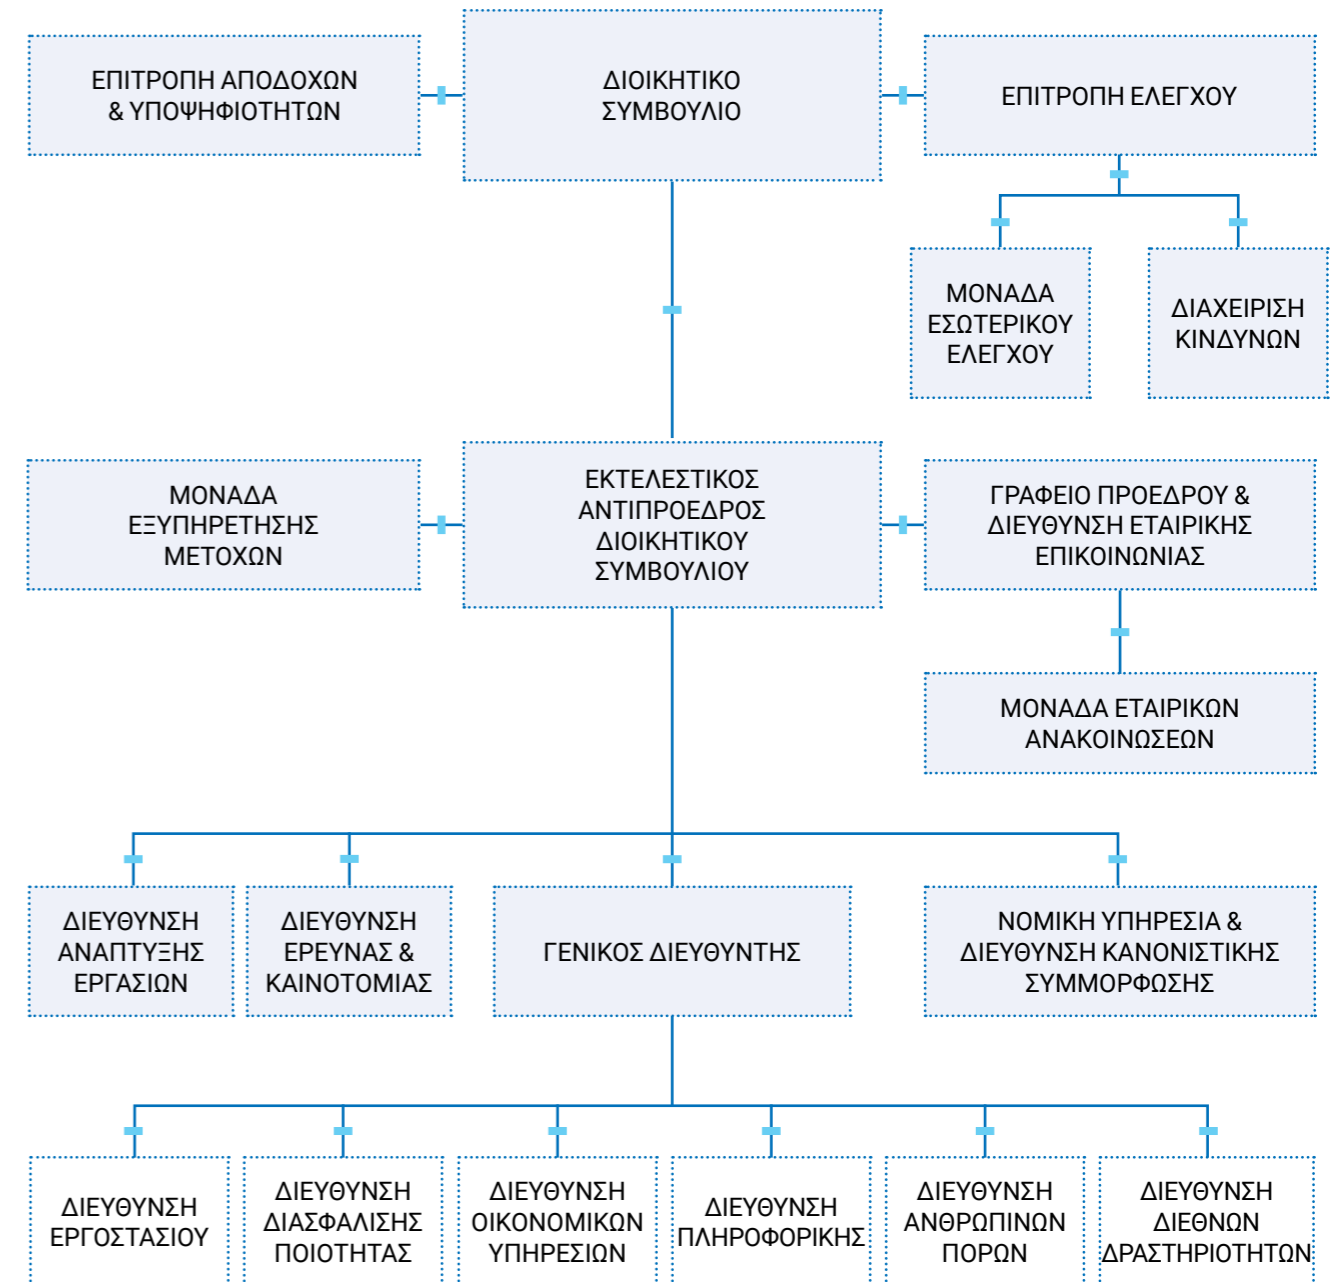 ΕΠΙΤΡΟΠΗ ΑΠΟΔΟΧΩΝ
& ΥΠΟΨΗΦΙΟΤΗΤΩΝ
ΔΙΟΙΚΗΤΙΚΟ
ΣΥΜΒΟΥΛΙΟ
ΕΠΙΤΡΟΠΗ ΕΛΕΓΧΟΥ
ΜΟΝΑΔΑ
ΕΣΩΤΕΡΙΚΟΥ
ΕΛΕΓΧΟΥ
ΔΙΑΧΕΙΡΙΣΗ
ΚΙΝΔΥΝΩΝ
ΜΟΝΑΔΑ
ΕΞΥΠΗΡΕΤΗΣΗΣ
ΜΕΤΟΧΩΝ
ΕΚΤΕΛΕΣΤΙΚΟΣ
ΑΝΤΙΠΡΟΕΔΡΟΣ
ΔΙΟΙΚΗΤΙΚΟΥ
ΣΥΜΒΟΥΛΙΟΥ
ΓΡΑΦΕΙΟ ΠΡΟΕΔΡΟΥ &
ΔΙΕΥΘΥΝΣΗ ΕΤΑΙΡΙΚΗΣ
ΕΠΙΚΟΙΝΩΝΙΑΣ
ΜΟΝΑΔΑ ΕΤΑΙΡΙΚΩΝ
ΑΝΑΚΟΙΝΩΣΕΩΝ
ΔΙΕΥΘΥΝΣΗ
ΑΝΑΠΤΥΞΗΣ
ΕΡΓΑΣΙΩΝ
ΔΙΕΥΘΥΝΣΗ
ΕΡΕΥΝΑΣ &
ΚΑΙΝΟΤΟΜΙΑΣ
ΓΕΝΙΚΟΣ ΔΙΕΥΘΥΝΤΗΣ
ΝΟΜΙΚΗ ΥΠΗΡΕΣΙΑ &
ΔΙΕΥΘΥΝΣΗ ΚΑΝΟΝΙΣΤΙΚΗΣ
ΣΥΜΜΟΡΦΩΣΗΣ
ΔΙΕΥΘΥΝΣΗ
ΕΡΓΟΣΤΑΣΙΟΥ
ΔΙΕΥΘΥΝΣΗ
ΔΙΑΣΦΑΛΙΣΗΣ
ΠΟΙΟΤΗΤΑΣ
ΔΙΕΥΘΥΝΣΗ
ΟΙΚΟΝΟΜΙΚΩΝ
ΥΠΗΡΕΣΙΩΝ
ΔΙΕΥΘΥΝΣΗ
ΠΛΗΡΟΦΟΡΙΚΗΣ
ΔΙΕΥΘΥΝΣΗ
ΑΝΘΡΩΠΙΝΩΝ
ΠΟΡΩΝ
ΔΙΕΥΘΥΝΣΗ
ΔΙΕΘΝΩΝ
ΔΡΑΣΤΗΡΙΟΤΗΤΩΝ